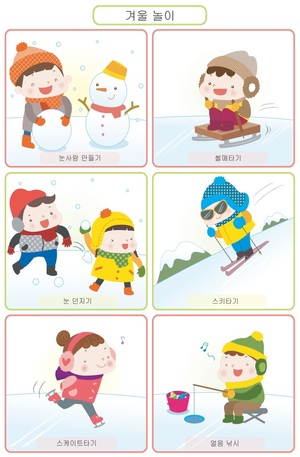 겨울 놀이
눈사람 만들기
썰매타기
눈 던지기
스키타기
스케이트타기
얼음 낚시